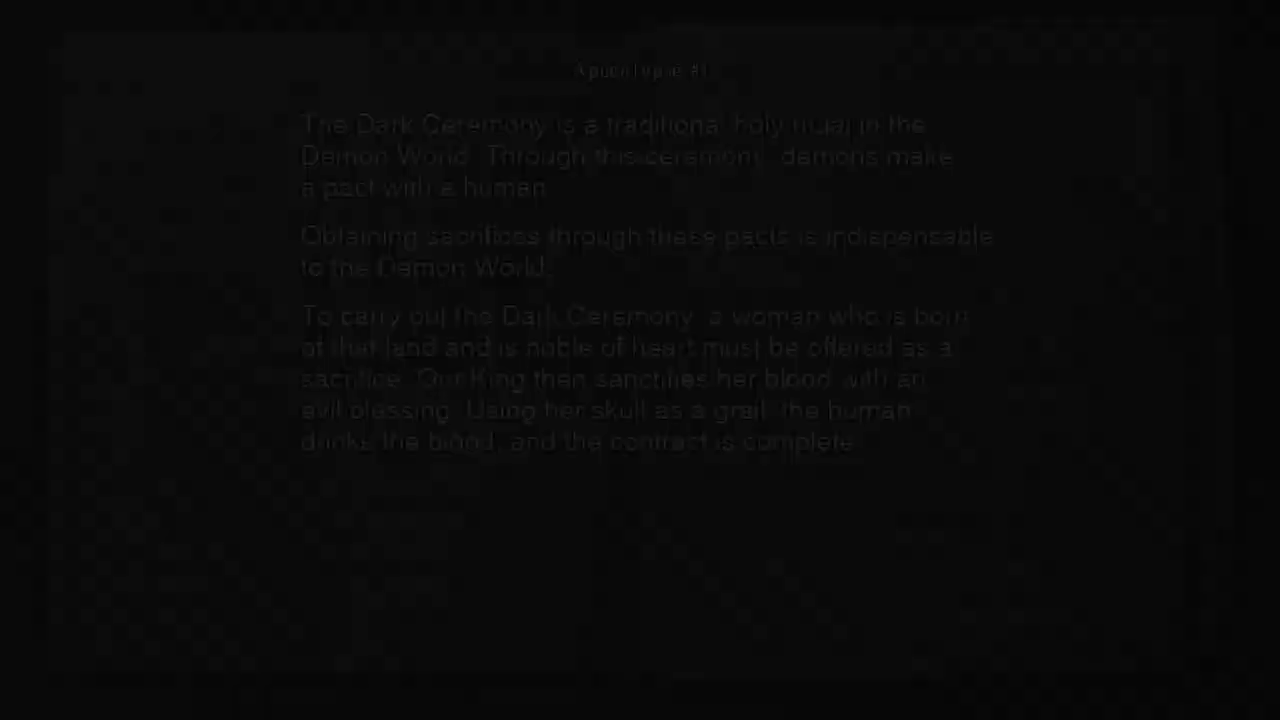 Apocalypse #1
The Dark Ceremony is a traditional holy ritual in the
Demon World. Through this ceremony, demons make
a pact with a human.
Obtaining sacrifices through these pacts is indispensable
to the Demon World.
To carry out the Dark Ceremony, a woman who is born
of that land and is noble of heart must be offered as a
sacrifice. Our King then sanctifies her blood with an
evil blessing. Using her skull as a grail, the human
drinks the blood, and the contract is complete.